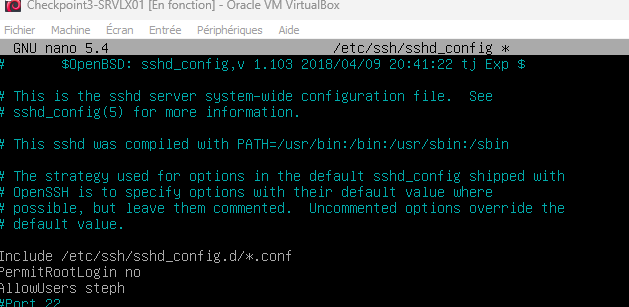 Checkpoint3-SRVLX01 [En fonction] - Oracle VM VirtualBox
Fichier Machine Écran Entrée Périphériques Aide
GNU nano 5.4 /etc/ssh/sshd_config *
# $OpenBSD: sshd_config,v 1.103 2018/04/09 20:41:22 tj Exp $
# This is the sshd server system-wide configuration file. See
# sshd_config(5) for more information.
# This sshd was compiled with PATH=/usr/bin:/bin:/usr/sbin:/sbin
# The strategy used for options in the default sshd_config shipped with
# OpenSSH is to specify options with their default value where
# possible, but leave them commented. Uncommented options override the
# default value.
Include /etc/ssh/sshd_config.d/*.conf
PermitRootLogin no
AllowUsers steph
#Port 22